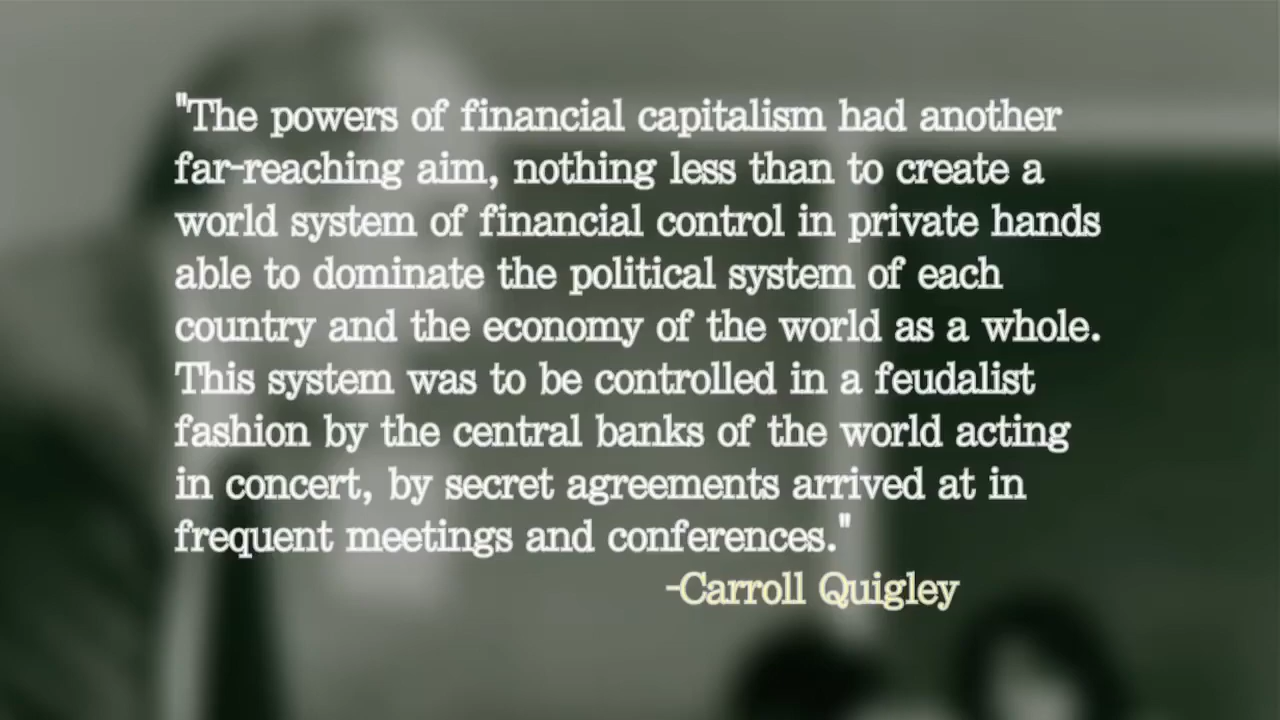 "The powers of financial capitalism had another
far-reaching aim, nothing less than to create a
world system of financial control in private hands
able to dominate the political system of each
country and the economy of the world as a whole.
This system was to be controlled in a feudalist
fashion by the central banks of the world acting
in concert, by secret agreements arrived at in
frequent meetings and conferences."
-Carroll Quigley